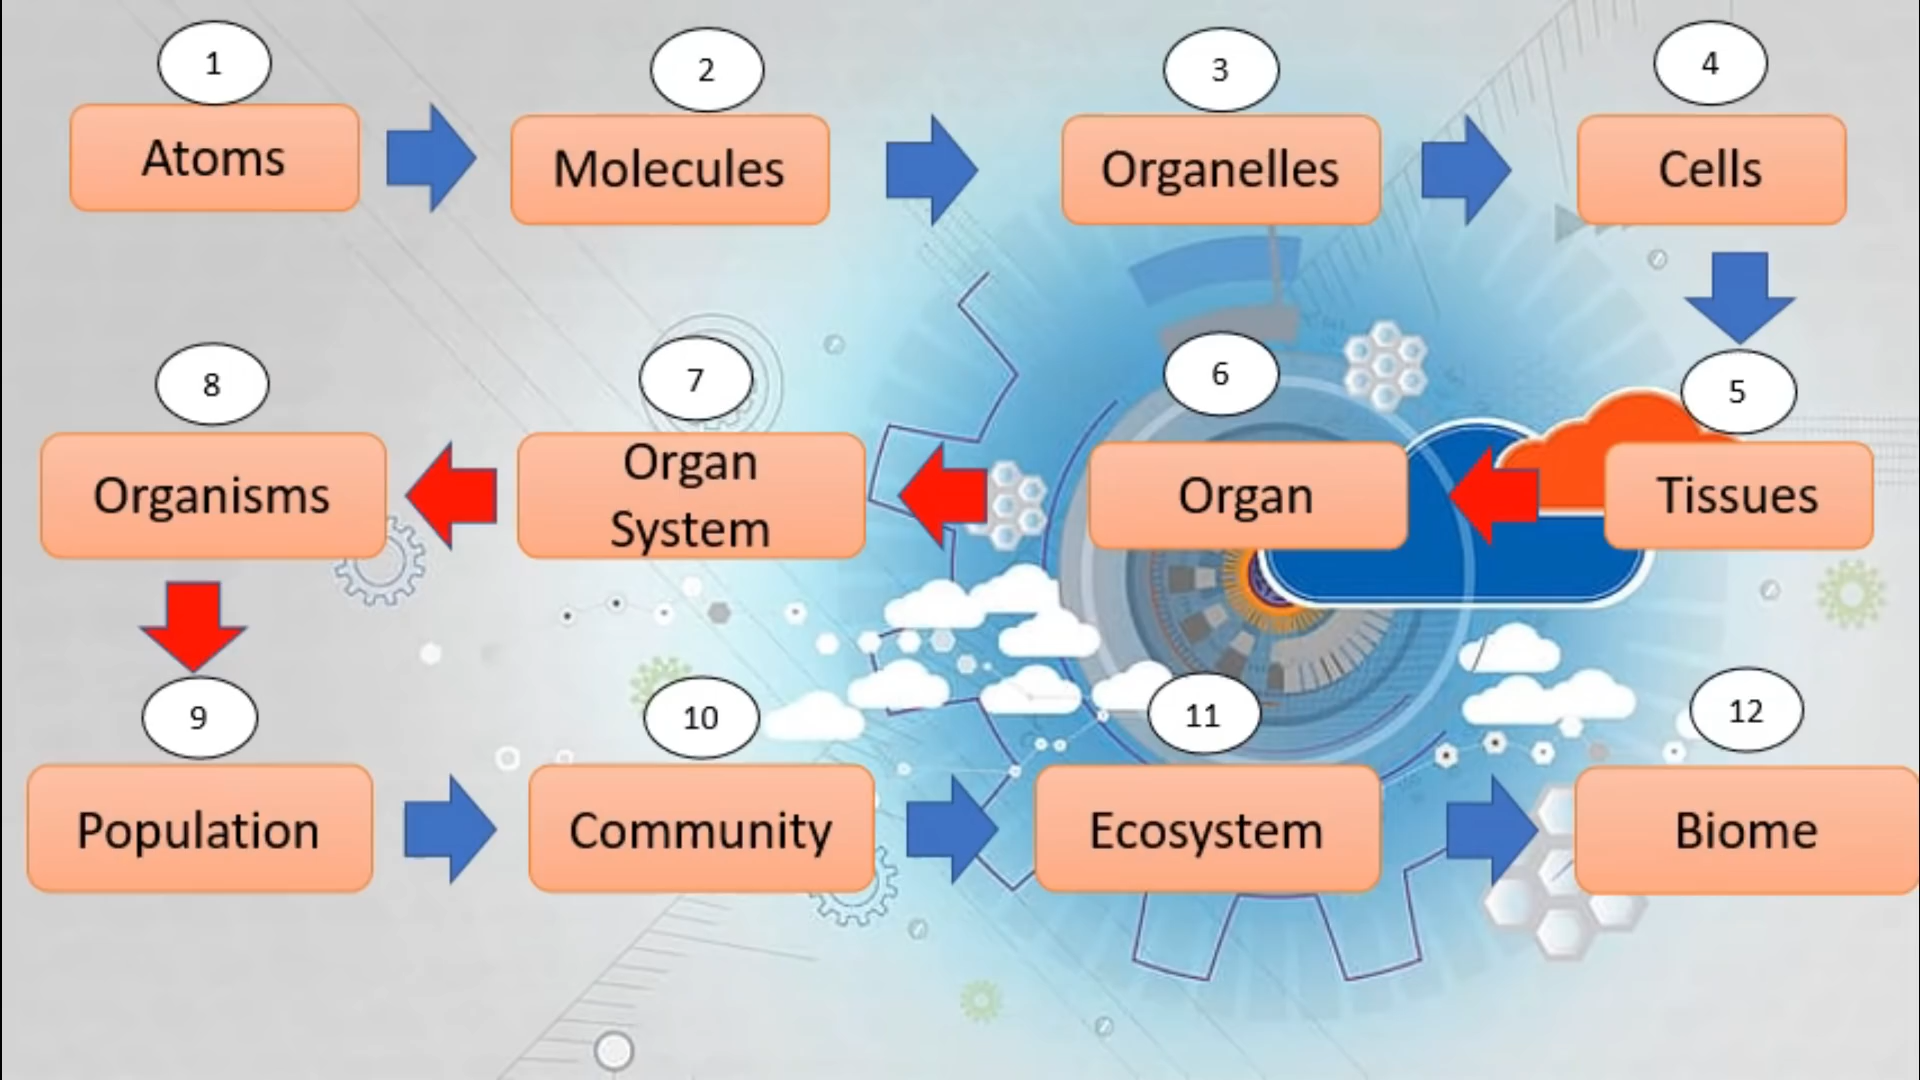 1
Atoms
2
Molecules
3
Organelles
4
Cells
5
Tissues
6
Organ
7
Organ
System
8
Organisms
9
Population
10
Community
11
Ecosystem
12
Biome